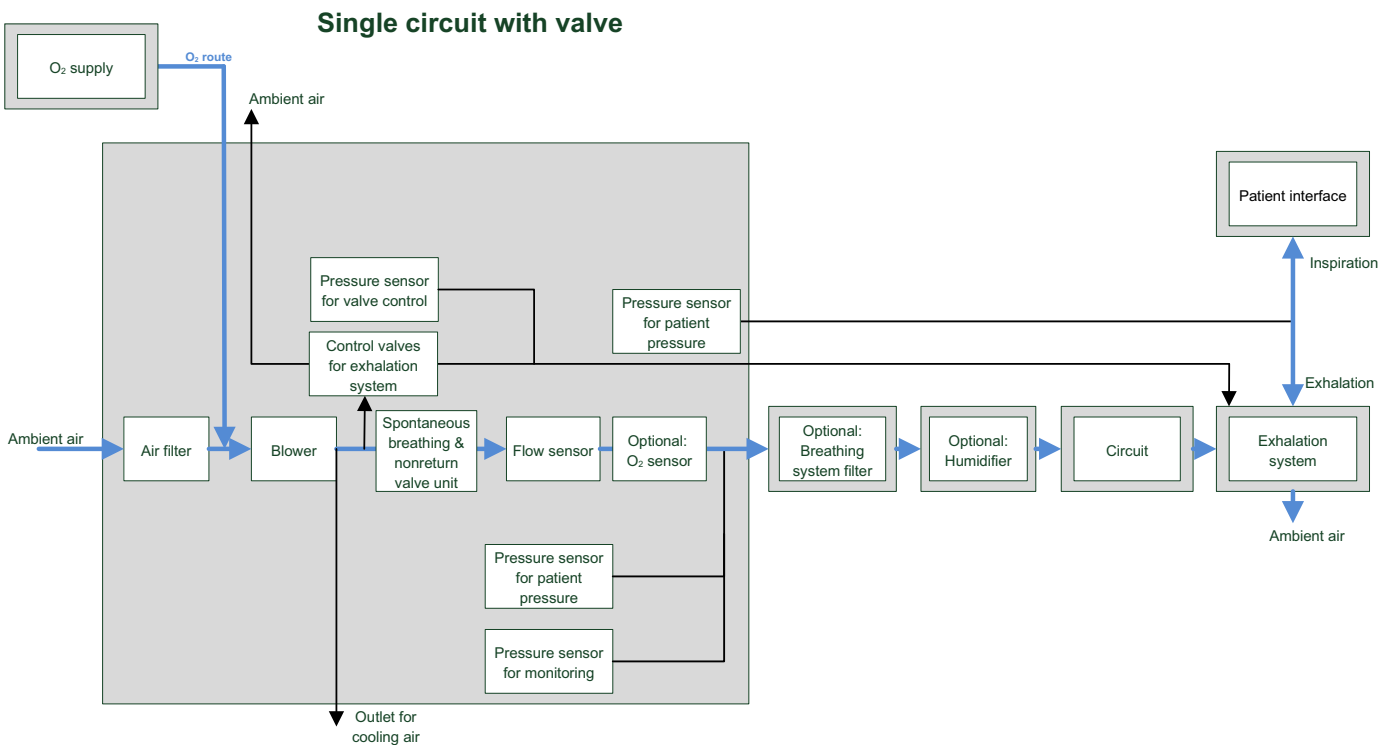 Single circuit with valve
O₂ supply
O₂ route
Ambient air
Patient interface
Inspiration
Pressure sensor
for valve control
Pressure sensor
for patient
pressure
Control valves
for exhalation
system
Exhalation
Ambient air
Air filter
Blower
Spontaneous
breathing &
nonreturn
valve unit
Flow sensor
Optional:
O₂ sensor
Optional:
Breathing
system filter
Optional:
Humidifier
Circuit
Exhalation
system
Ambient air
Pressure sensor
for patient
pressure
Pressure sensor
for monitoring
Outlet for
cooling air